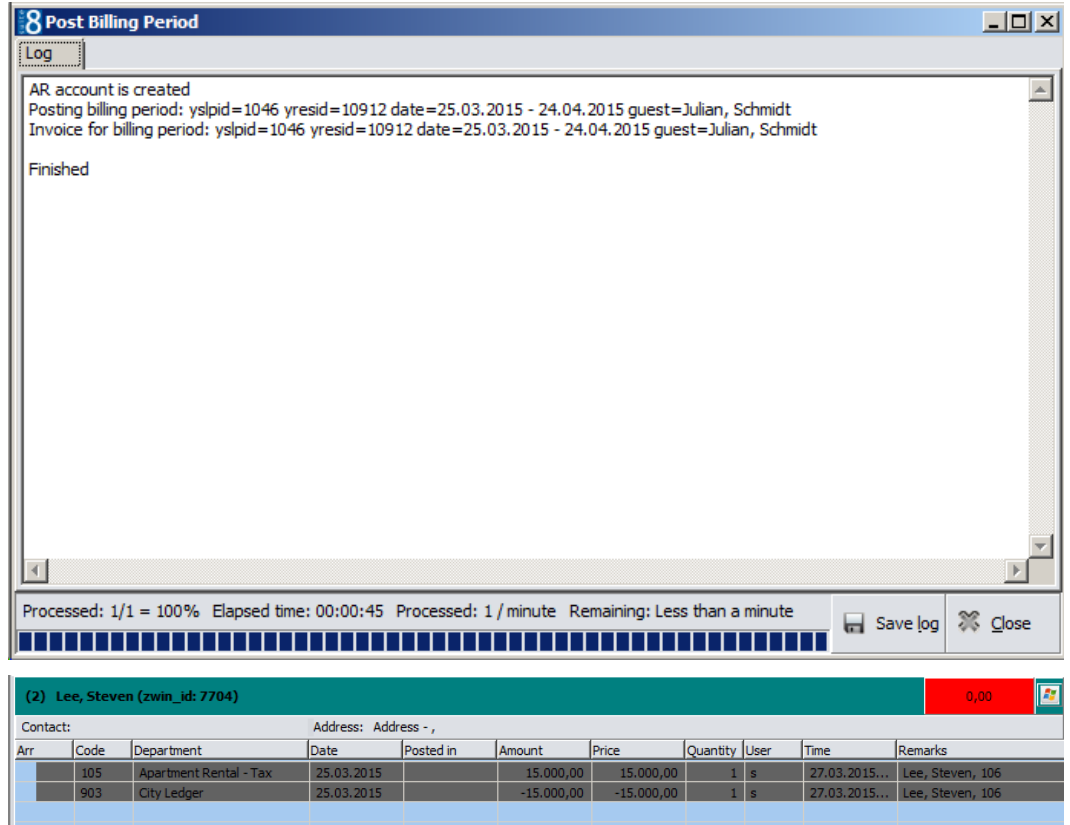 8 Post Billing Period
Log
AR account is created
Posting billing period: yslpid=1046 yresid=10912 date=25.03.2015 - 24.04.2015 guest=Julian, Schmidt
Invoice for billing period: yslpid=1046 yresid=10912 date=25.03.2015 - 24.04.2015 guest=Julian, Schmidt
Finished
Processed: 1/1 = 100% Elapsed time: 00:00:45 Processed: 1 / minute Remaining: Less than a minute
Save log Close
(2) Lee, Steven (zwin_id: 7704) 0,00
Contact: Address: Address - ,
Arr Code Department Date Posted in Amount Price Quantity User Time Remarks
105 Apartment Rental - Tax 25.03.2015 15.000,00 15.000,00 1 s 27.03.2015... Lee, Steven, 106
903 City Ledger 25.03.2015 -15.000,00 -15.000,00 1 s 27.03.2015... Lee, Steven, 106